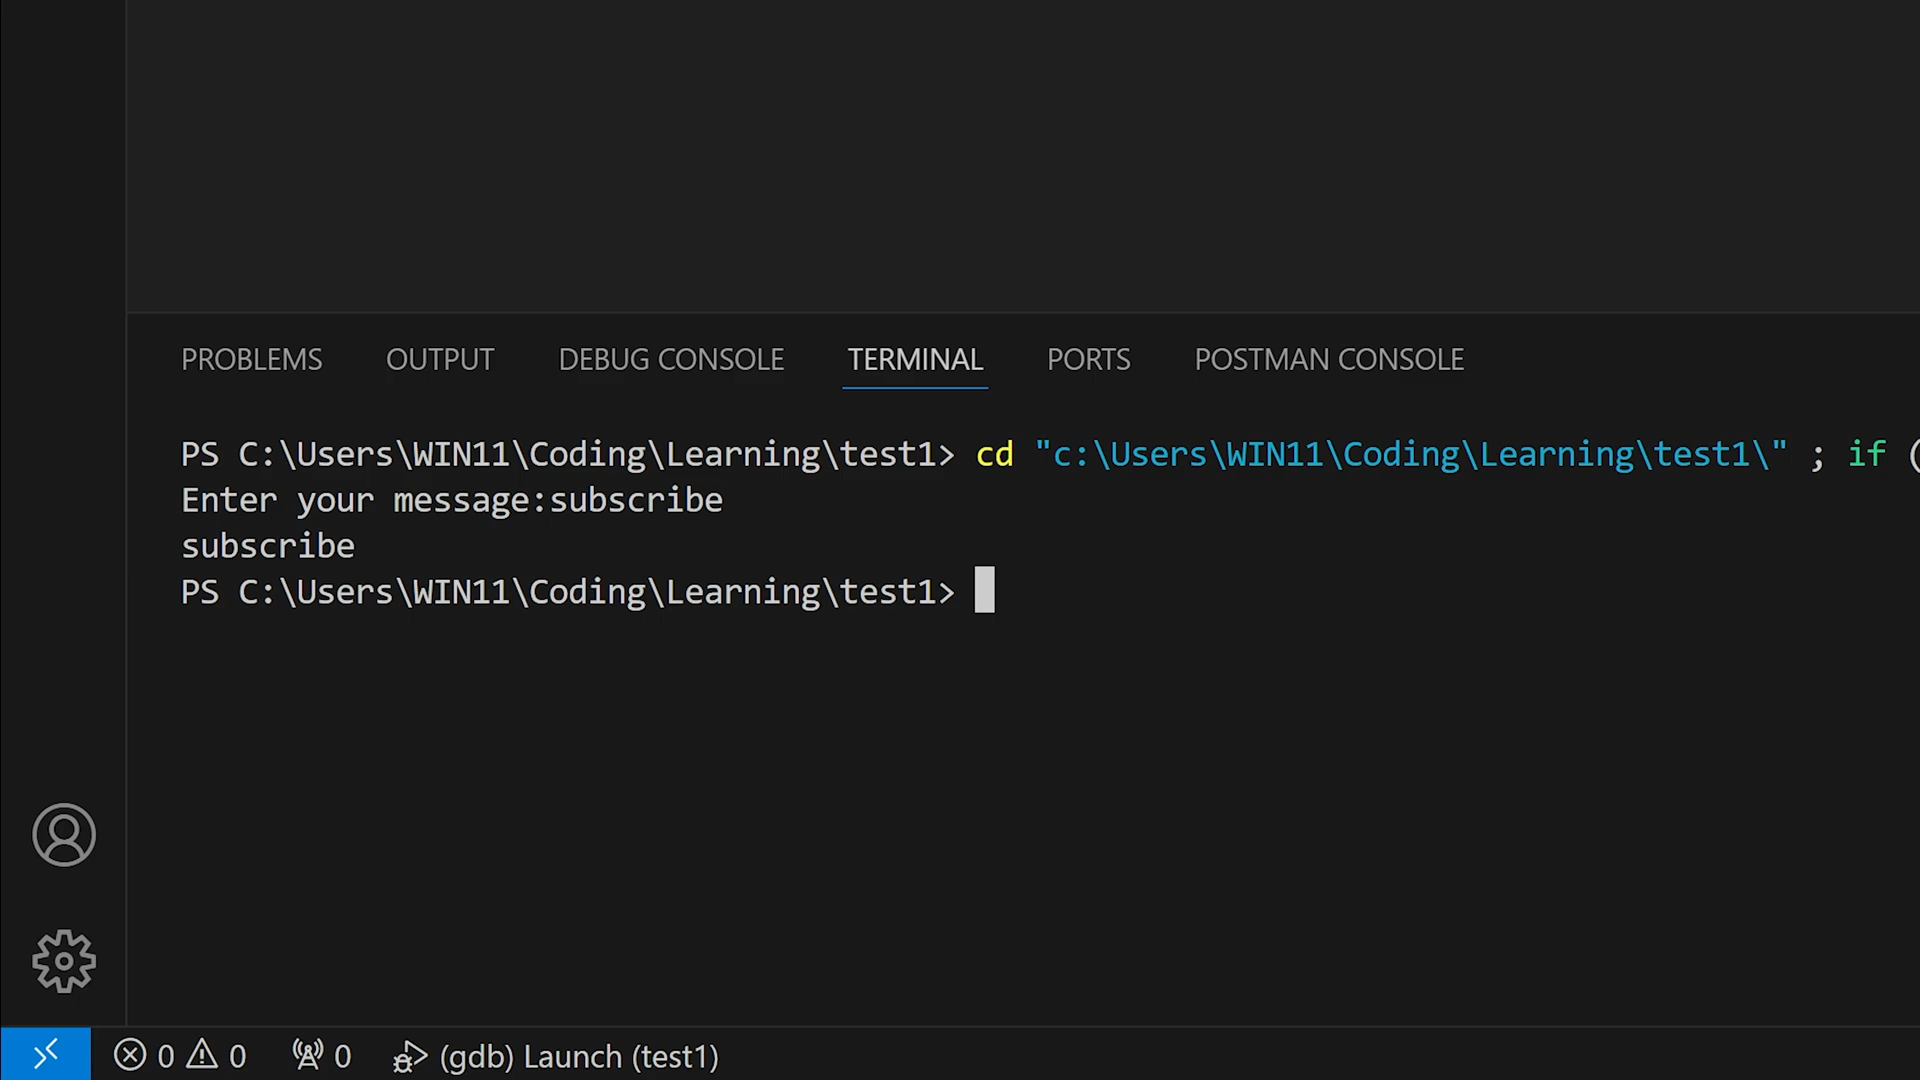 PROBLEMS OUTPUT DEBUG CONSOLE TERMINAL PORTS POSTMAN CONSOLE
PS C:\Users\WIN11\Coding\Learning\test1> cd "c:\Users\WIN11\Coding\Learning\test1\" ; if (
Enter your message:subscribe
subscribe
PS C:\Users\WIN11\Coding\Learning\test1>
0 0 0 (gdb) Launch (test1)